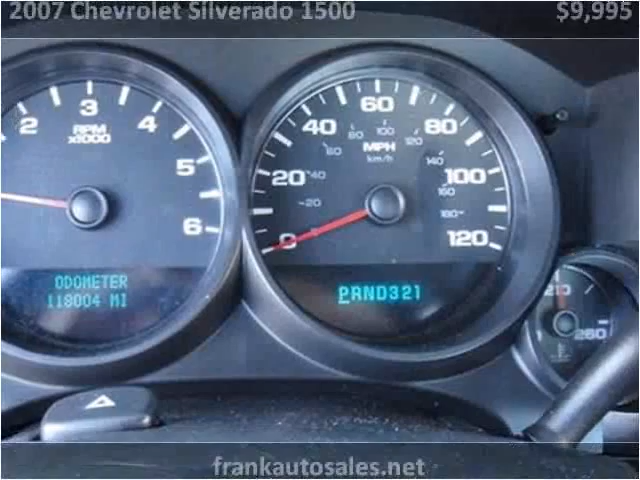 2007 Chevrolet Silverado 1500 $9,995
2 3 4 5 6
RPM
x1000
ODOMETER
118004 MI
0 20 40 60 80 100 120
20 40 60 80 100 120 140 160 180
MPH
km/h
PRND321
210 260
frankautosales.net